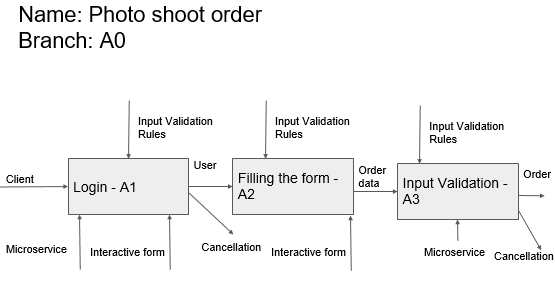 Name: Photo shoot order
Branch: A0
Input Validation
Rules
Input Validation
Rules
Input Validation
Rules
Client
Login - A1
User
Filling the form -
A2
Order
data
Input Validation -
A3
Order
Microservice
Interactive form
Cancellation
Interactive form
Microservice
Cancellation